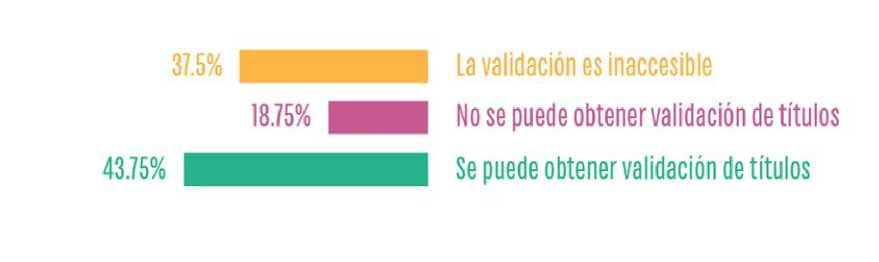 37.5% La validación es inaccesible
18.75% No se puede obtener validación de títulos
43.75% Se puede obtener validación de títulos